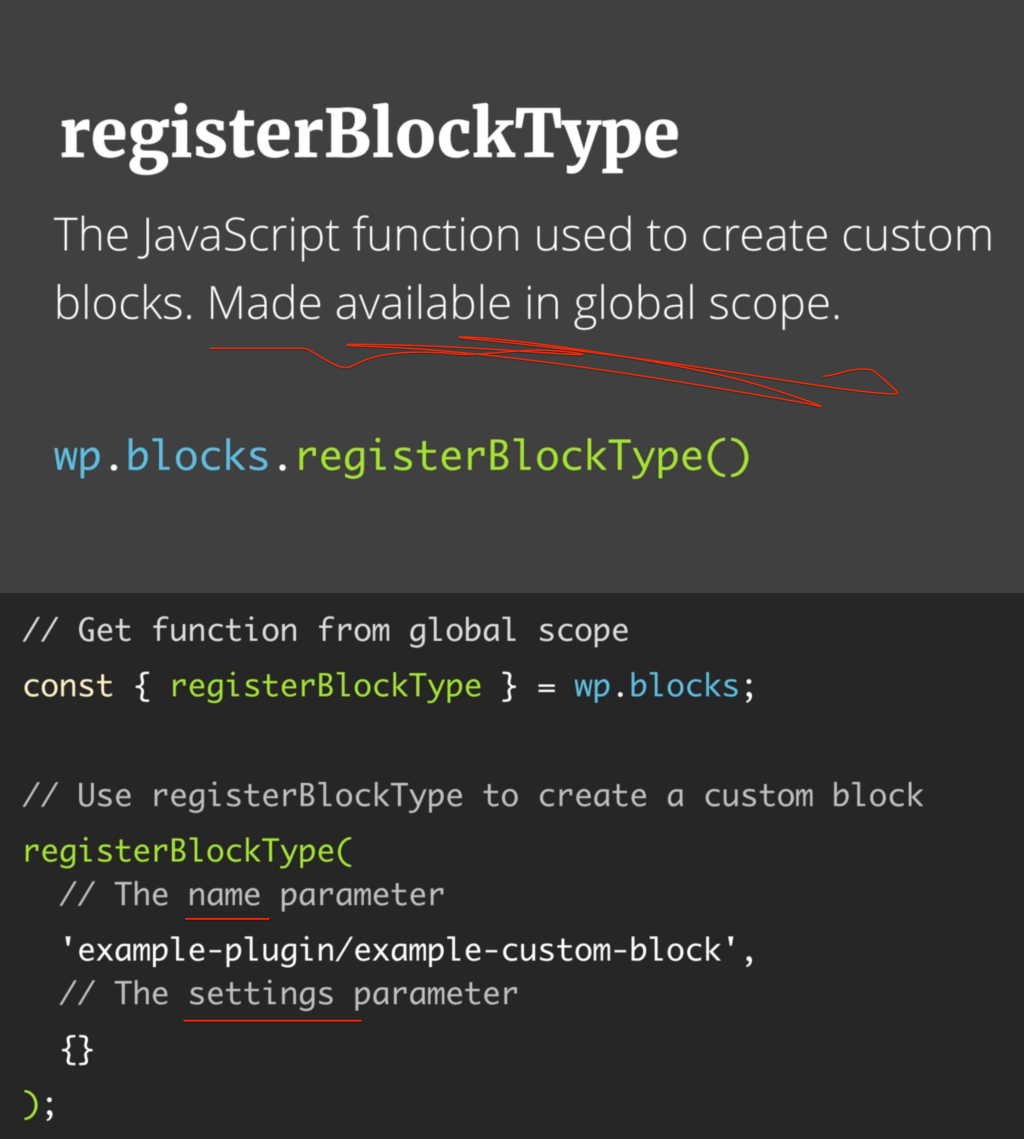 registerBlockType
The JavaScript function used to create custom
blocks. Made available in global scope.
wp.blocks.registerBlockType()
// Get function from global scope
const { registerBlockType } = wp.blocks;
// Use registerBlockType to create a custom block
registerBlockType(
// The name parameter
'example-plugin/example-custom-block',
// The settings parameter
{}
);